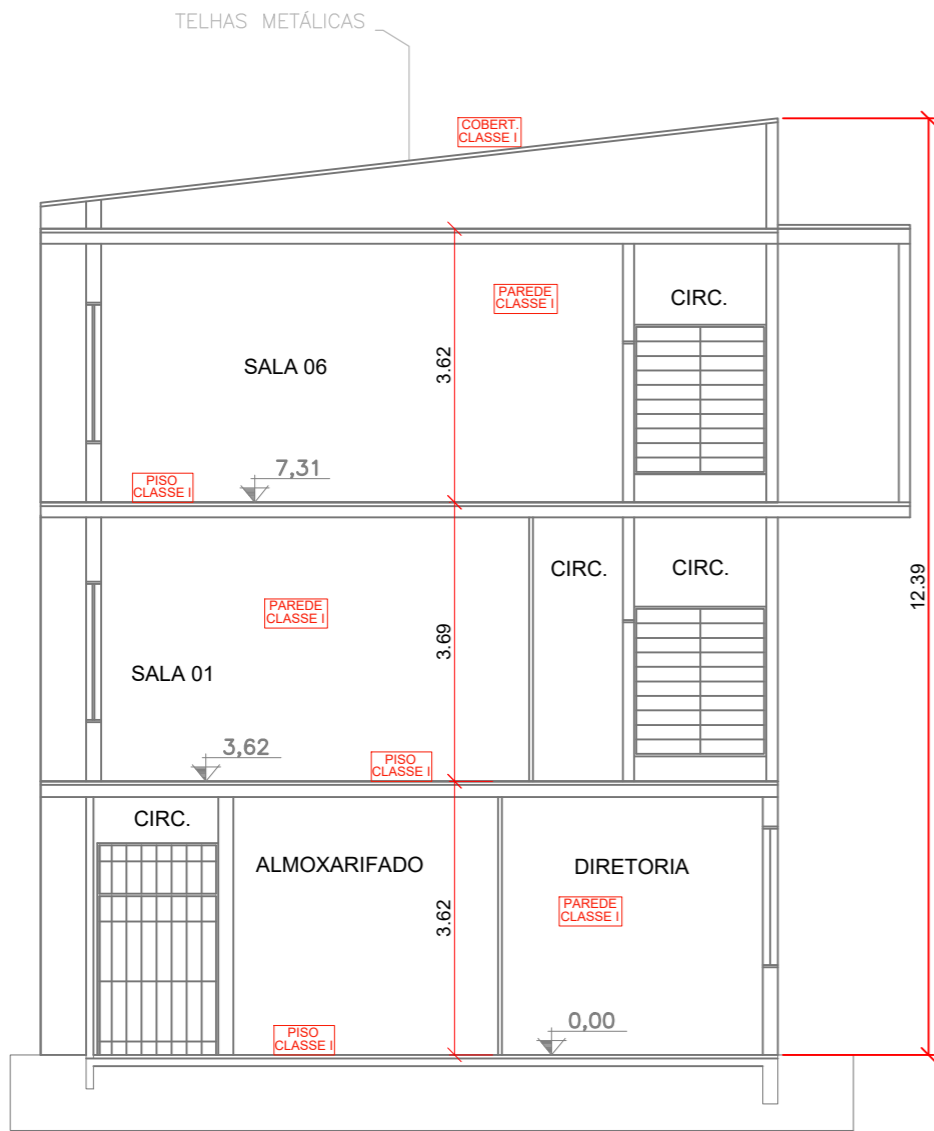 TELHAS METÁLICAS
COBERT.
CLASSE I
PAREDE
CLASSE I
CIRC.
SALA 06
3.62
7,31
PISO
CLASSE I
CIRC.
CIRC.
12.39
PAREDE
CLASSE I
3.69
SALA 01
3,62
PISO
CLASSE I
CIRC.
ALMOXARIFADO
DIRETORIA
PAREDE
CLASSE I
3.62
0,00
PISO
CLASSE I